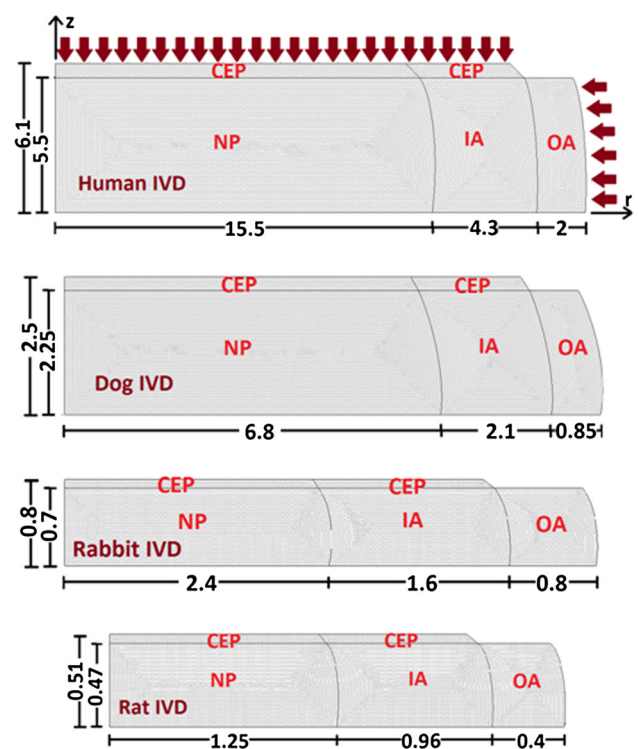 z
CEP CEP
6.1
5.5
NP IA OA
Human IVD
r
15.5 4.3 2
CEP CEP
2.5
2.25
NP IA OA
Dog IVD
6.8 2.1 0.85
CEP CEP
0.8
0.7
NP IA OA
Rabbit IVD
2.4 1.6 0.8
CEP CEP
0.51
0.47
NP IA OA
Rat IVD
1.25 0.96 0.4